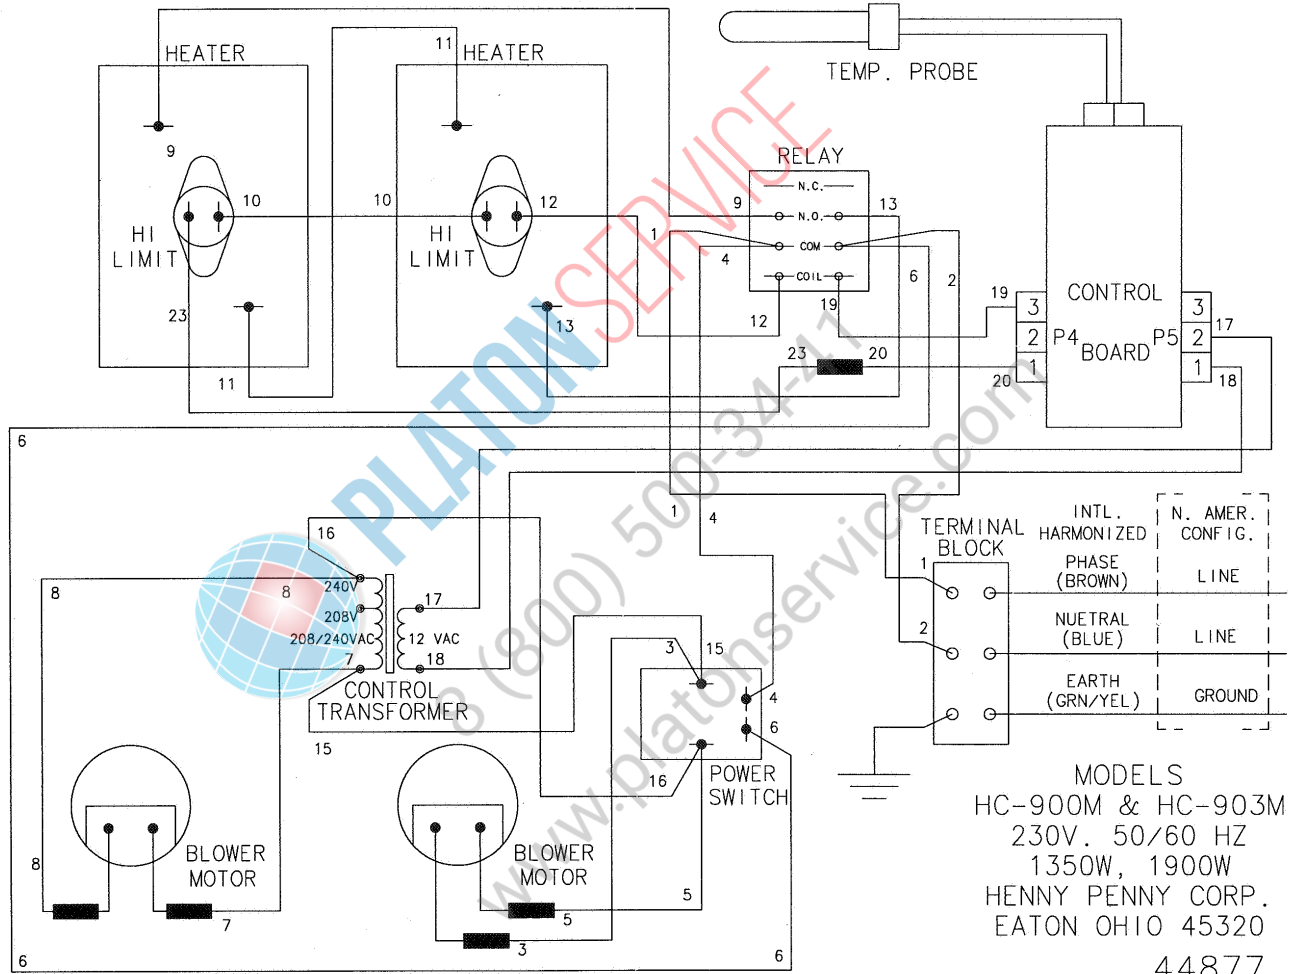 HEATER
11
HEATER
TEMP. PROBE
9
10
HI
LIMIT
23
11
10
12
HI
LIMIT
13
RELAY
N.C.
9
N.O.
13
1
4
COM
6
2
COIL
12
19
23
20
19
3
2
1
P4
CONTROL
BOARD
P5
3
2
1
17
18
20
6
1
4
16
8
8
240V
208V
208/240VAC
7
17
12 VAC
18
CONTROL
TRANSFORMER
15
3
15
4
6
16
POWER
SWITCH
TERMINAL
BLOCK
1
2
INTL.
HARMONIZED
PHASE
(BROWN)
NUETRAL
(BLUE)
EARTH
(GRN/YEL)
N. AMER.
CONFIG.
LINE
LINE
GROUND
8
BLOWER
MOTOR
7
BLOWER
MOTOR
5
5
3
6
6
MODELS
HC-900M & HC-903M
230V. 50/60 HZ
1350W, 1900W
HENNY PENNY CORP.
EATON OHIO 45320
44877
PLATONSERVICE
8 (800) 500-34-41
www.platonservice.com